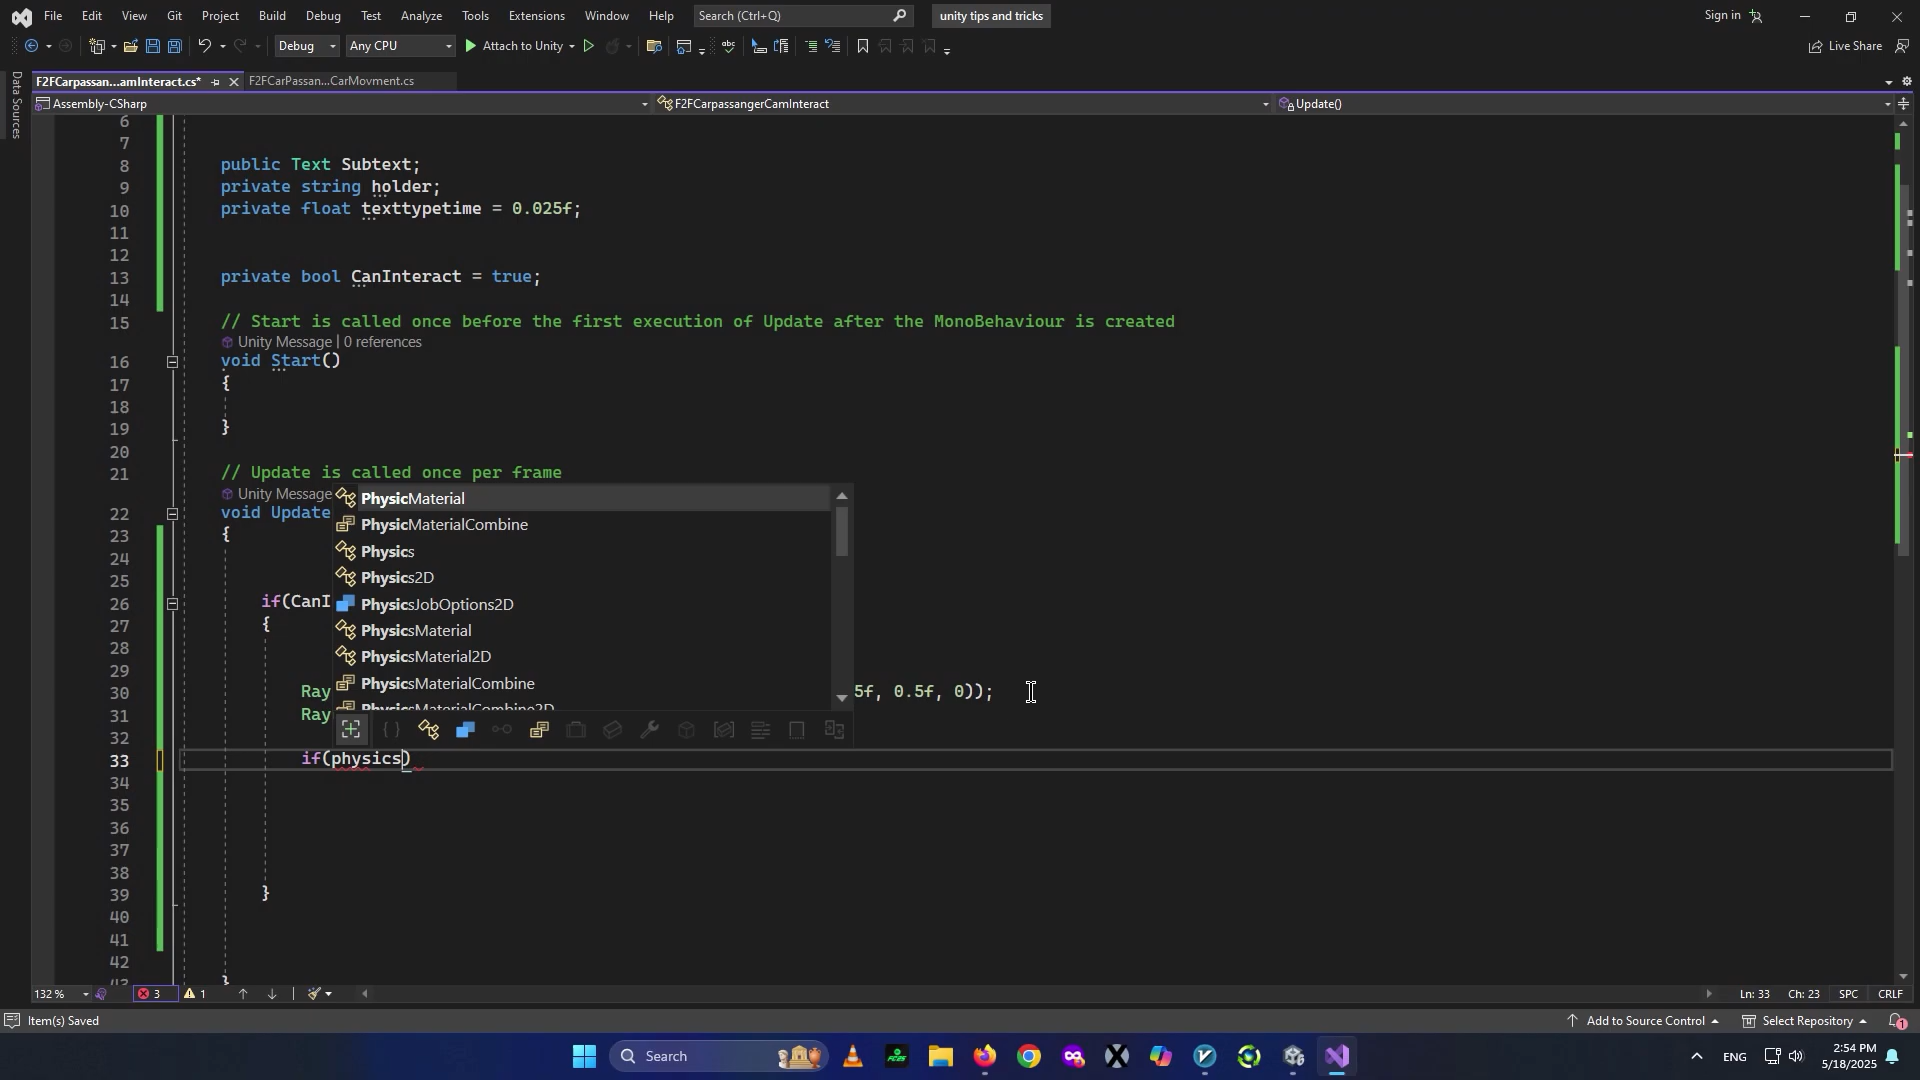 File Edit View Git Project Build Debug Test Analyze Tools Extensions Window Help Search (Ctrl+Q) unity tips and tricks Sign in
Debug Any CPU Attach to Unity Live Share
Data Sources
F2FCarpassan...amInteract.cs* F2FCarPassan...CarMovment.cs
Assembly-CSharp F2FCarpassangerCamInteract Update()
6
7
8 public Text Subtext;
9 private string holder;
10 private float texttypetime = 0.025f;
11
12
13 private bool CanInteract = true;
14
15 // Start is called once before the first execution of Update after the MonoBehaviour is created
Unity Message | 0 references
16 void Start()
17 {
18
19 }
20
21 // Update is called once per frame
Unity Message
22 void Update
23 {
24
25
26 if(CanI
27 {
28
29
30 Ray 5f, 0.5f, 0));
31 Ray
32
33 if(physics)
34
35
36
37
38
39 }
40
41
42
43 }
PhysicMaterial
PhysicMaterialCombine
Physics
Physics2D
PhysicsJobOptions2D
PhysicsMaterial
PhysicsMaterial2D
PhysicsMaterialCombine
PhysicsMaterialCombine2D
132 % 3 1 Ln: 33 Ch: 23 SPC CRLF
Item(s) Saved Add to Source Control Select Repository 1
Search ENG 2:54 PM
5/18/2025